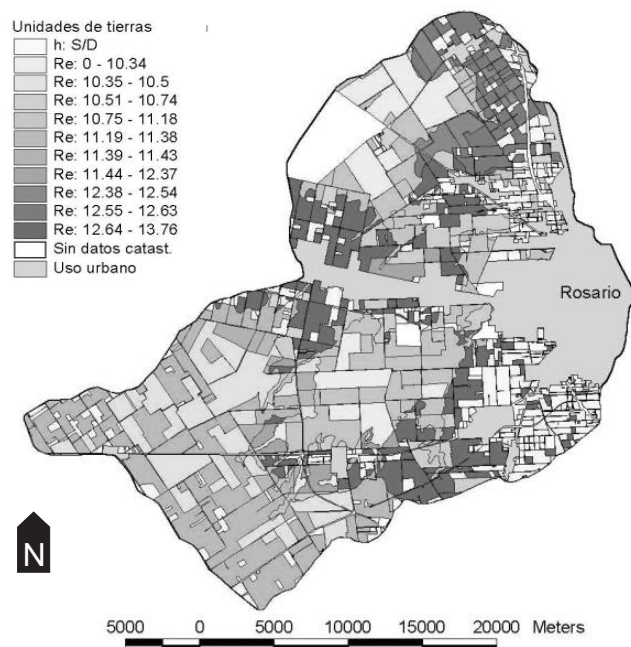 Unidades de tierras
h: S/D
Re: 0 - 10.34
Re: 10.35 - 10.5
Re: 10.51 - 10.74
Re: 10.75 - 11.18
Re: 11.19 - 11.38
Re: 11.39 - 11.43
Re: 11.44 - 12.37
Re: 12.38 - 12.54
Re: 12.55 - 12.63
Re: 12.64 - 13.76
Sin datos catast.
Uso urbano
Rosario
N
5000 0 5000 10000 15000 20000 Meters